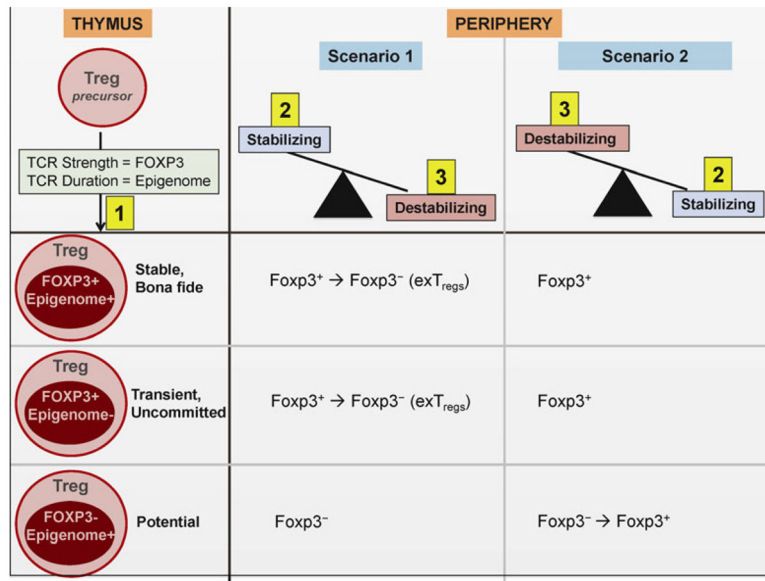 THYMUS
PERIPHERY
Scenario 1
Scenario 2
Treg
precursor
TCR Strength = FOXP3
TCR Duration = Epigenome
1
2
Stabilizing
3
Destabilizing
3
Destabilizing
2
Stabilizing
Treg
FOXP3+
Epigenome+
Stable,
Bona fide
Foxp3⁺ → Foxp3⁻ (exTregs)
Foxp3⁺
Treg
FOXP3+
Epigenome-
Transient,
Uncommitted
Foxp3⁺ → Foxp3⁻ (exTregs)
Foxp3⁺
Treg
FOXP3-
Epigenome+
Potential
Foxp3⁻
Foxp3⁻ → Foxp3⁺